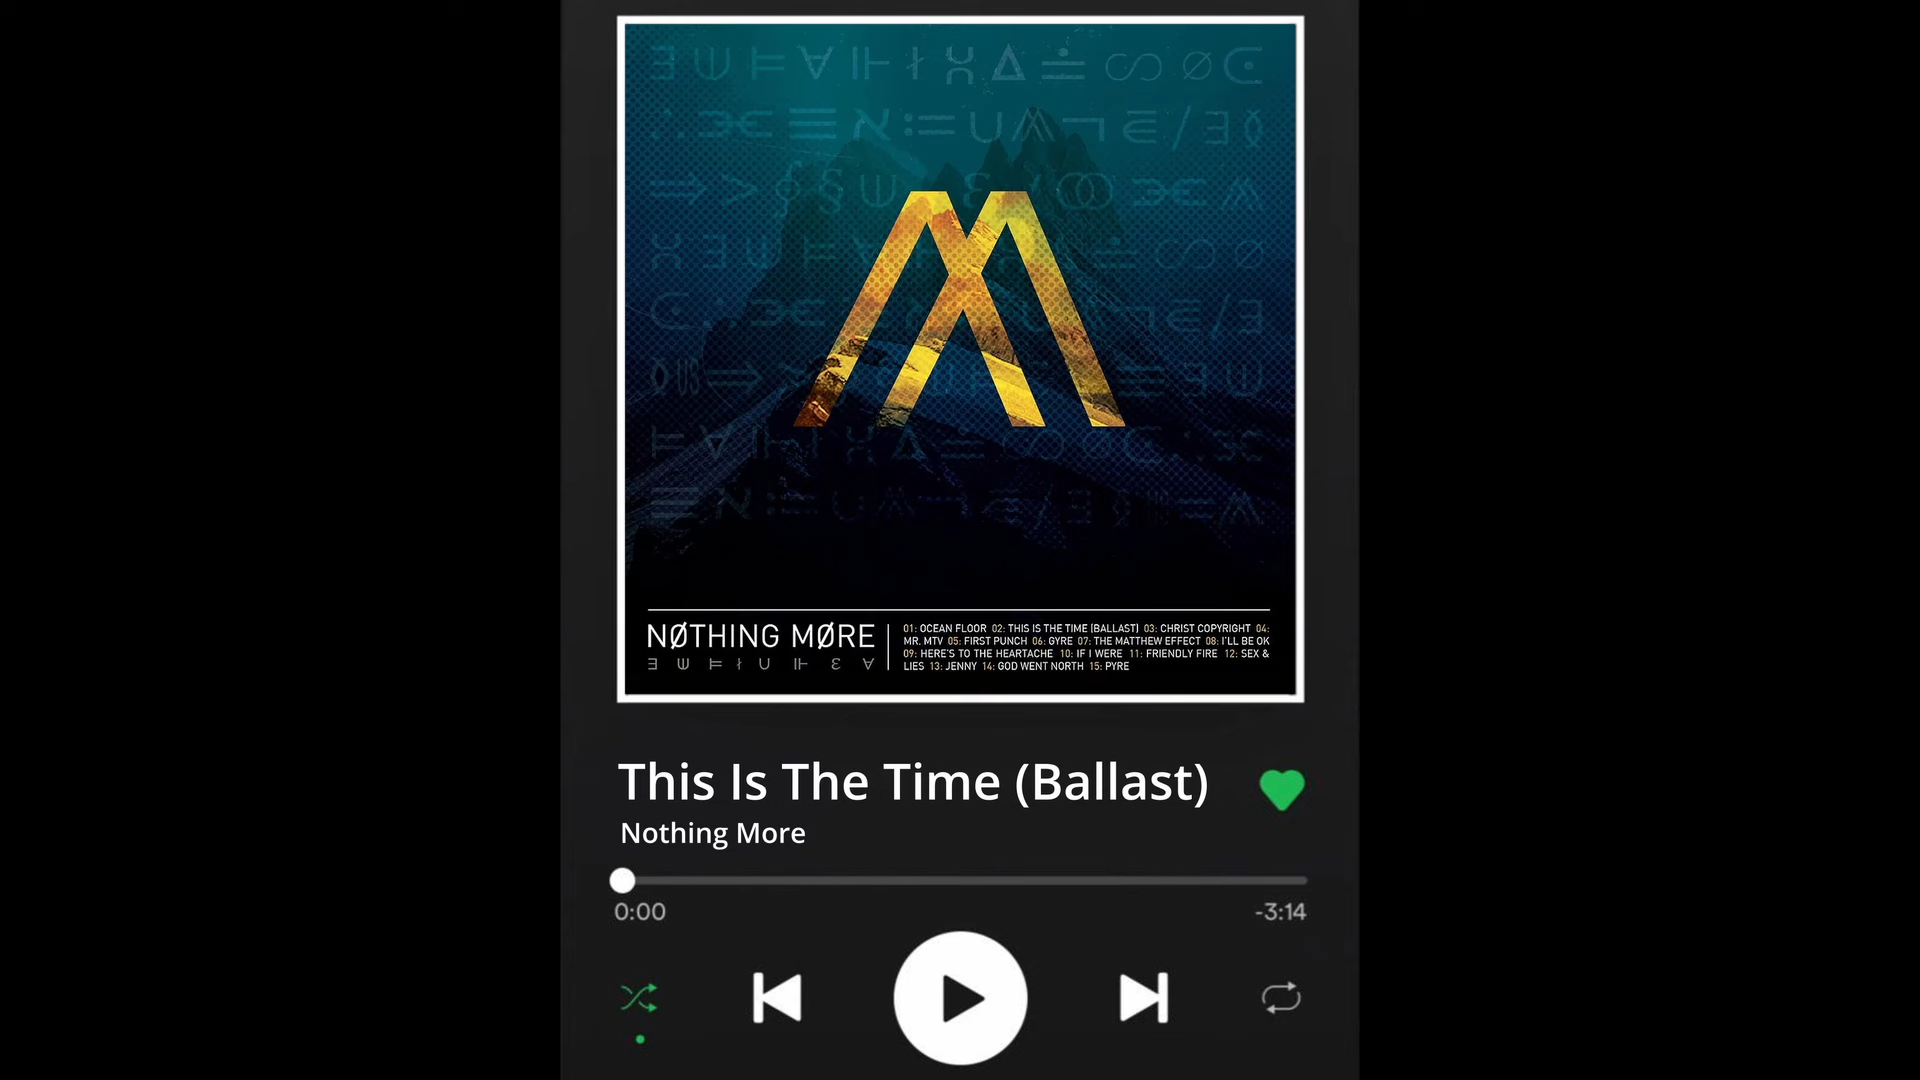 NØTHING MØRE
01: OCEAN FLOOR 02: THIS IS THE TIME (BALLAST) 03: CHRIST COPYRIGHT 04:
MR. MTV 05: FIRST PUNCH 06: GYRE 07: THE MATTHEW EFFECT 08: I'LL BE OK
09: HERE'S TO THE HEARTACHE 10: IF I WERE 11: FRIENDLY FIRE 12: SEX &
LIES 13: JENNY 14: GOD WENT NORTH 15: PYRE
This Is The Time (Ballast)
Nothing More
0:00
-3:14